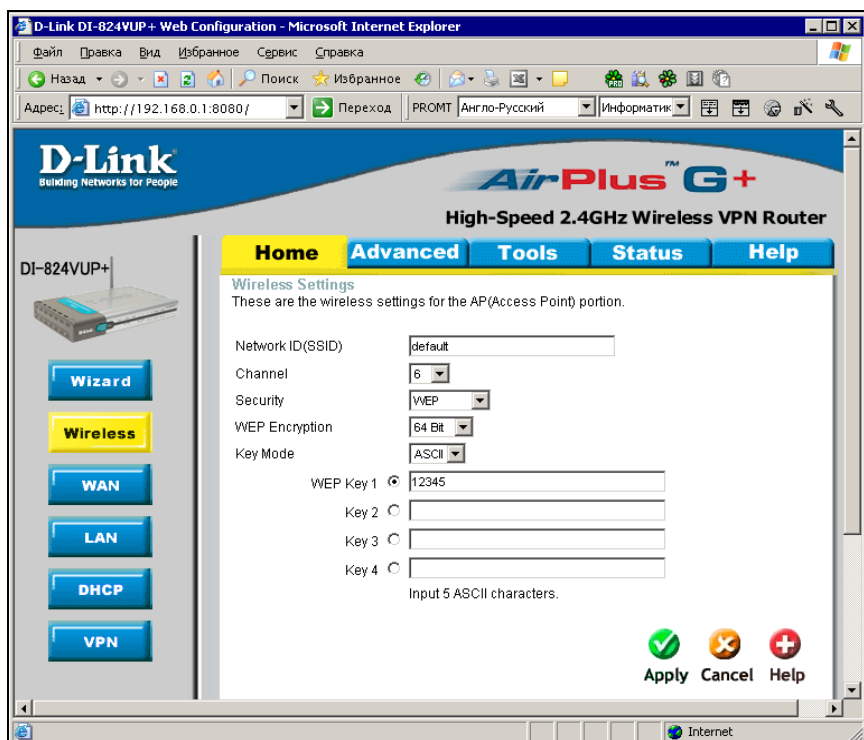 D-Link DI-824VUP+ Web Configuration - Microsoft Internet Explorer
Файл Правка Вид Избранное Сервис Справка
Назад Поиск Избранное
Адрес: http://192.168.0.1:8080/ Переход PROMT Англо-Русский Информатик
D-Link
Building Networks for People
AirPlus™ G+
High-Speed 2.4GHz Wireless VPN Router
DI-824VUP+
Home Advanced Tools Status Help
Wireless Settings
These are the wireless settings for the AP(Access Point) portion.
Network ID(SSID) default
Channel 6
Security WEP
WEP Encryption 64 Bit
Key Mode ASCII
WEP Key 1 12345
Key 2
Key 3
Key 4
Input 5 ASCII characters.
Wizard
Wireless
WAN
LAN
DHCP
VPN
Apply Cancel Help
Internet